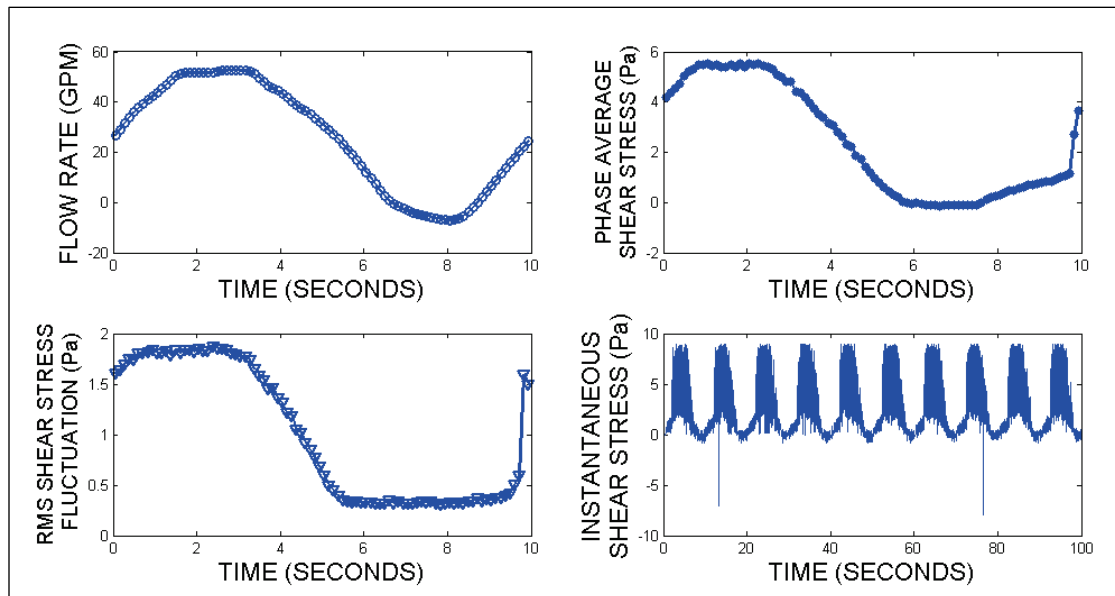 FLOW RATE (GPM)
60
40
20
0
-20
0 2 4 6 8 10
TIME (SECONDS)
PHASE AVERAGE
SHEAR STRESS (Pa)
6
4
2
0
-2
0 2 4 6 8 10
TIME (SECONDS)
RMS SHEAR STRESS
FLUCTUATION (Pa)
2
1.5
1
0.5
0
0 2 4 6 8 10
TIME (SECONDS)
INSTANTANEOUS
SHEAR STRESS (Pa)
10
5
0
-5
-10
0 20 40 60 80 100
TIME (SECONDS)